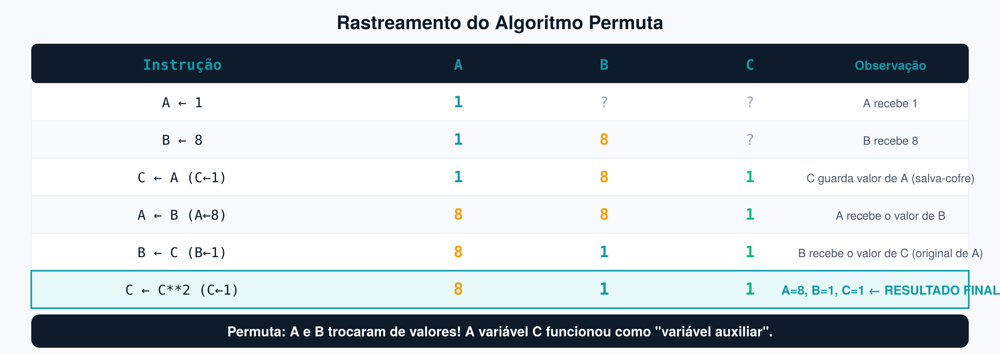 Rastreamento do Algoritmo Permuta
Instrução A B C Observação
A ← 1 1 ? ? A recebe 1
B ← 8 1 8 ? B recebe 8
C ← A (C←1) 1 8 1 C guarda valor de A (salva-cofre)
A ← B (A←8) 8 8 1 A recebe o valor de B
B ← C (B←1) 8 1 1 B recebe o valor de C (original de A)
C ← C**2 (C←1) 8 1 1 A=8, B=1, C=1 ← RESULTADO FINAL
Permuta: A e B trocaram de valores! A variável C funcionou como "variável auxiliar".